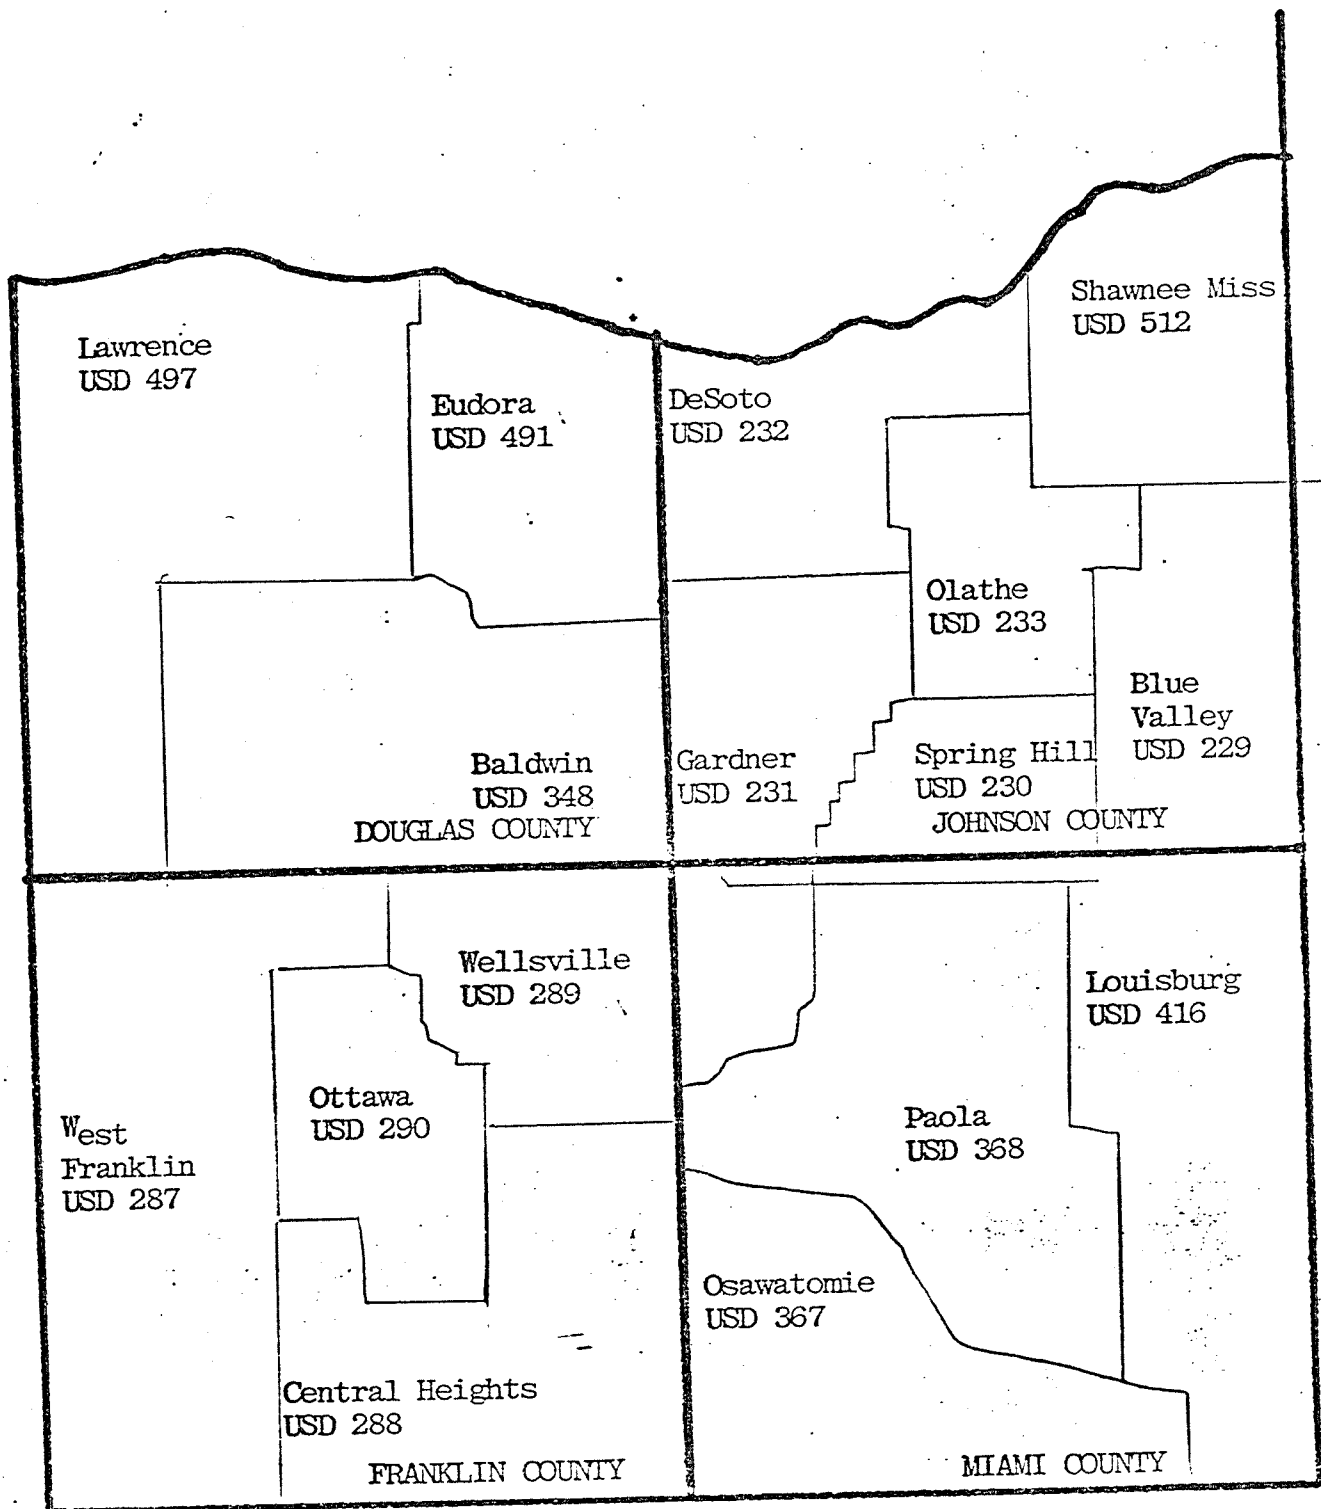 Shawnee Miss
USD 512
Lawrence
USD 497
Eudora
USD 491
DeSoto
USD 232
Olathe
USD 233
Blue
Valley
USD 229
Baldwin
USD 348
DOUGLAS COUNTY
Gardner
USD 231
Spring Hill
USD 230
JOHNSON COUNTY
Wellsville
USD 289
Louisburg
USD 416
Ottawa
USD 290
West
Franklin
USD 287
Paola
USD 368
Osawatomie
USD 367
Central Heights
USD 288
FRANKLIN COUNTY
MIAMI COUNTY